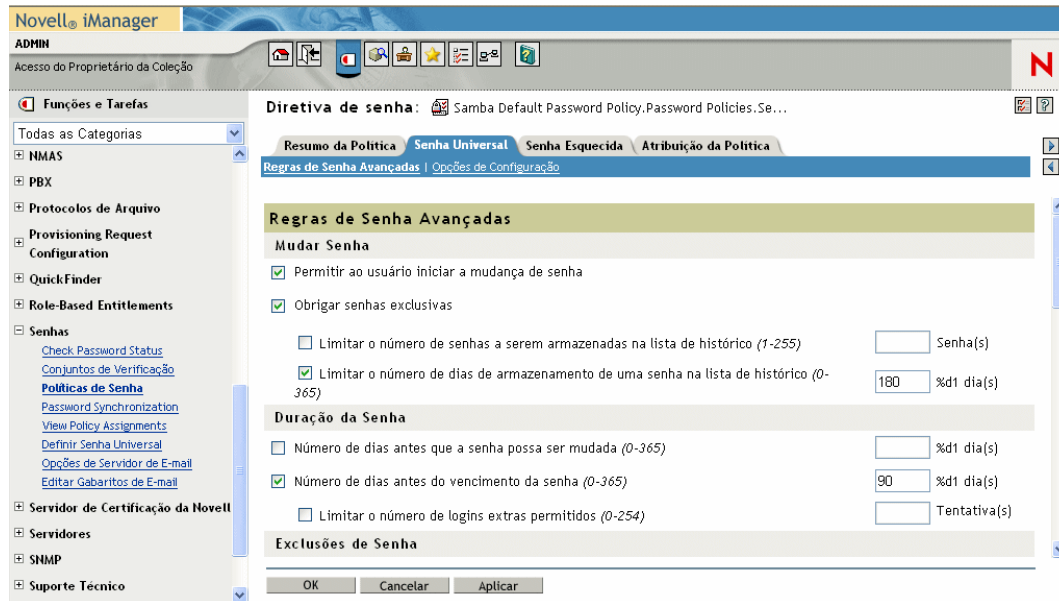 Novell® iManager
ADMIN
Acesso do Proprietário da Coleção
N
Funções e Tarefas
Todas as Categorias
NMAS
PBX
Protocolos de Arquivo
Provisioning Request
Configuration
QuickFinder
Role-Based Entitlements
Senhas
Check Password Status
Conjuntos de Verificação
Políticas de Senha
Password Synchronization
View Policy Assignments
Definir Senha Universal
Opções de Servidor de E-mail
Editar Gabaritos de E-mail
Servidor de Certificação da Novell
Servidores
SNMP
Suporte Técnico
Diretiva de senha: Samba Default Password Policy.Password Policies.Se...
Resumo da Política Senha Universal Senha Esquecida Atribuição da Política
Regras de Senha Avançadas | Opções de Configuração
Regras de Senha Avançadas
Mudar Senha
Permitir ao usuário iniciar a mudança de senha
Obrigar senhas exclusivas
Limitar o número de senhas a serem armazenadas na lista de histórico (1-255) Senha(s)
Limitar o número de dias de armazenamento de uma senha na lista de histórico (0-
365) 180 %d1 dia(s)
Duração da Senha
Número de dias antes que a senha possa ser mudada (0-365) %d1 dia(s)
Número de dias antes do vencimento da senha (0-365) 90 %d1 dia(s)
Limitar o número de logins extras permitidos (0-254) Tentativa(s)
Exclusões de Senha
OK Cancelar Aplicar